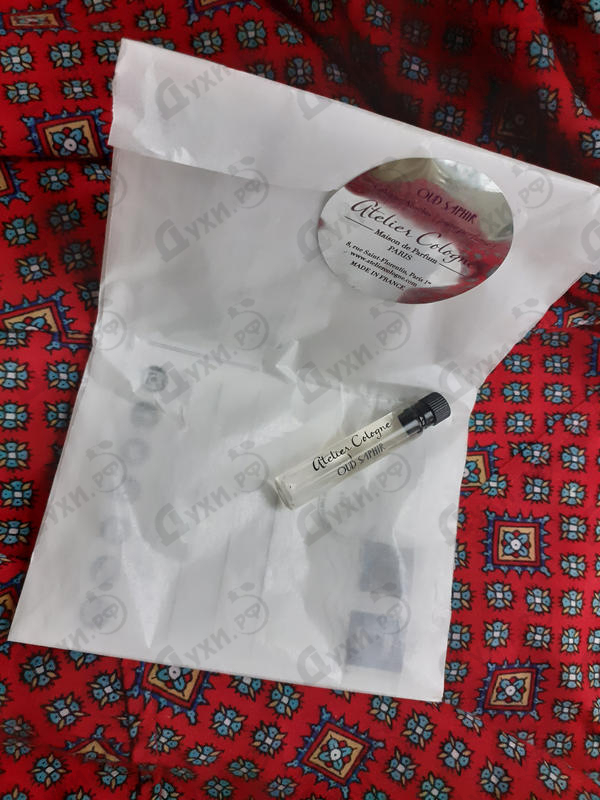 OUD SAPHIR
Atelier Cologne
Maison de Parfum
PARIS
8, rue Saint-Florentin, Paris 1er
www.ateliercologne.com
MADE IN FRANCE
Atelier Cologne
OUD SAPHIR
Духи.рф